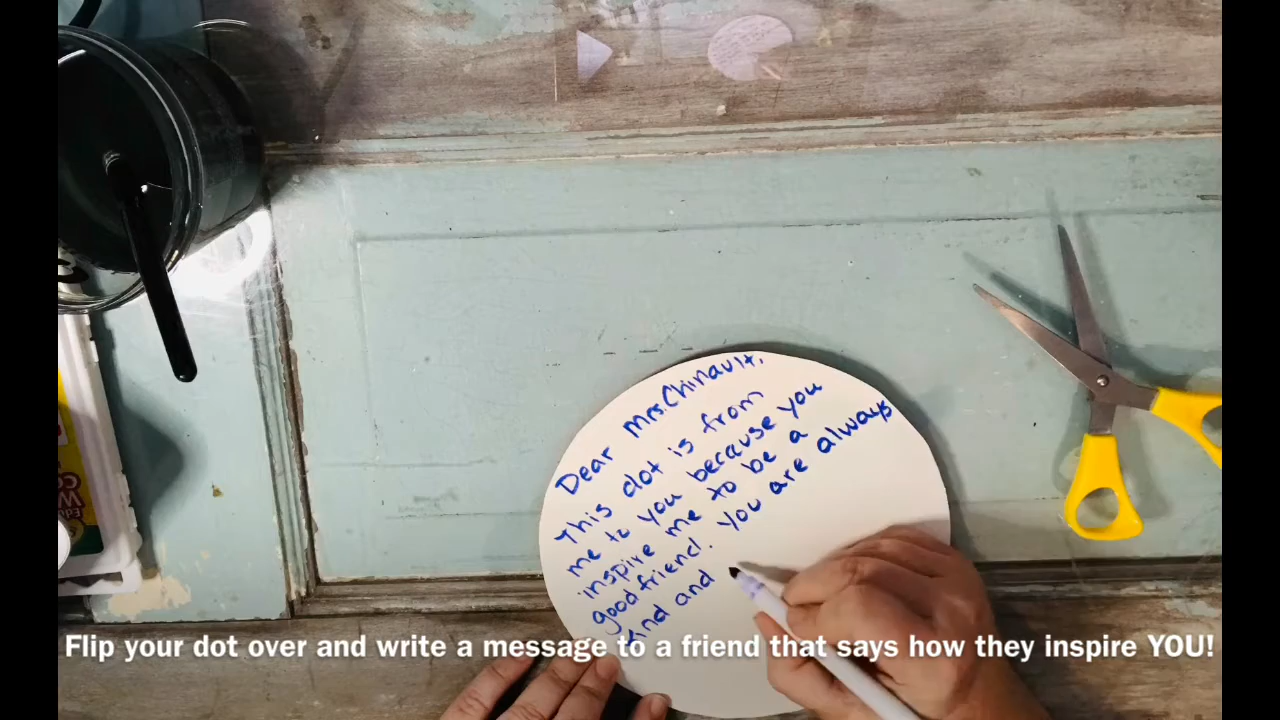 Dear Mrs. Chinault,
This dot is from
me to you because you
inspire me to be a
good friend. You are always
kind and
Flip your dot over and write a message to a friend that says how they inspire YOU!